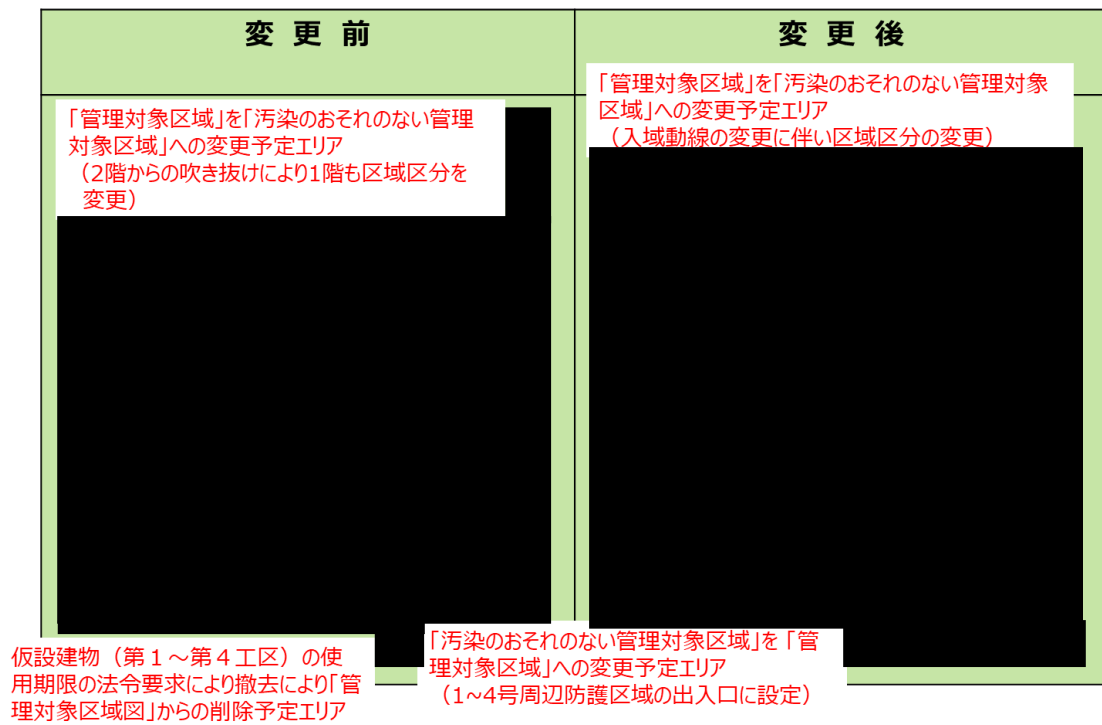 変更前
変更後
「管理対象区域」を「汚染のおそれのない管理
対象区域」への変更予定エリア
（2階からの吹き抜けにより1階も区域区分を
変更）
「管理対象区域」を「汚染のおそれのない管理対象
区域」への変更予定エリア
（入域動線の変更に伴い区域区分の変更）
仮設建物（第１～第４工区）の使
用期限の法令要求により撤去により「管
理対象区域図」からの削除予定エリア
「汚染のおそれのない管理対象区域」を「管
理対象区域」への変更予定エリア
（1~4号周辺防護区域の出入口に設定）